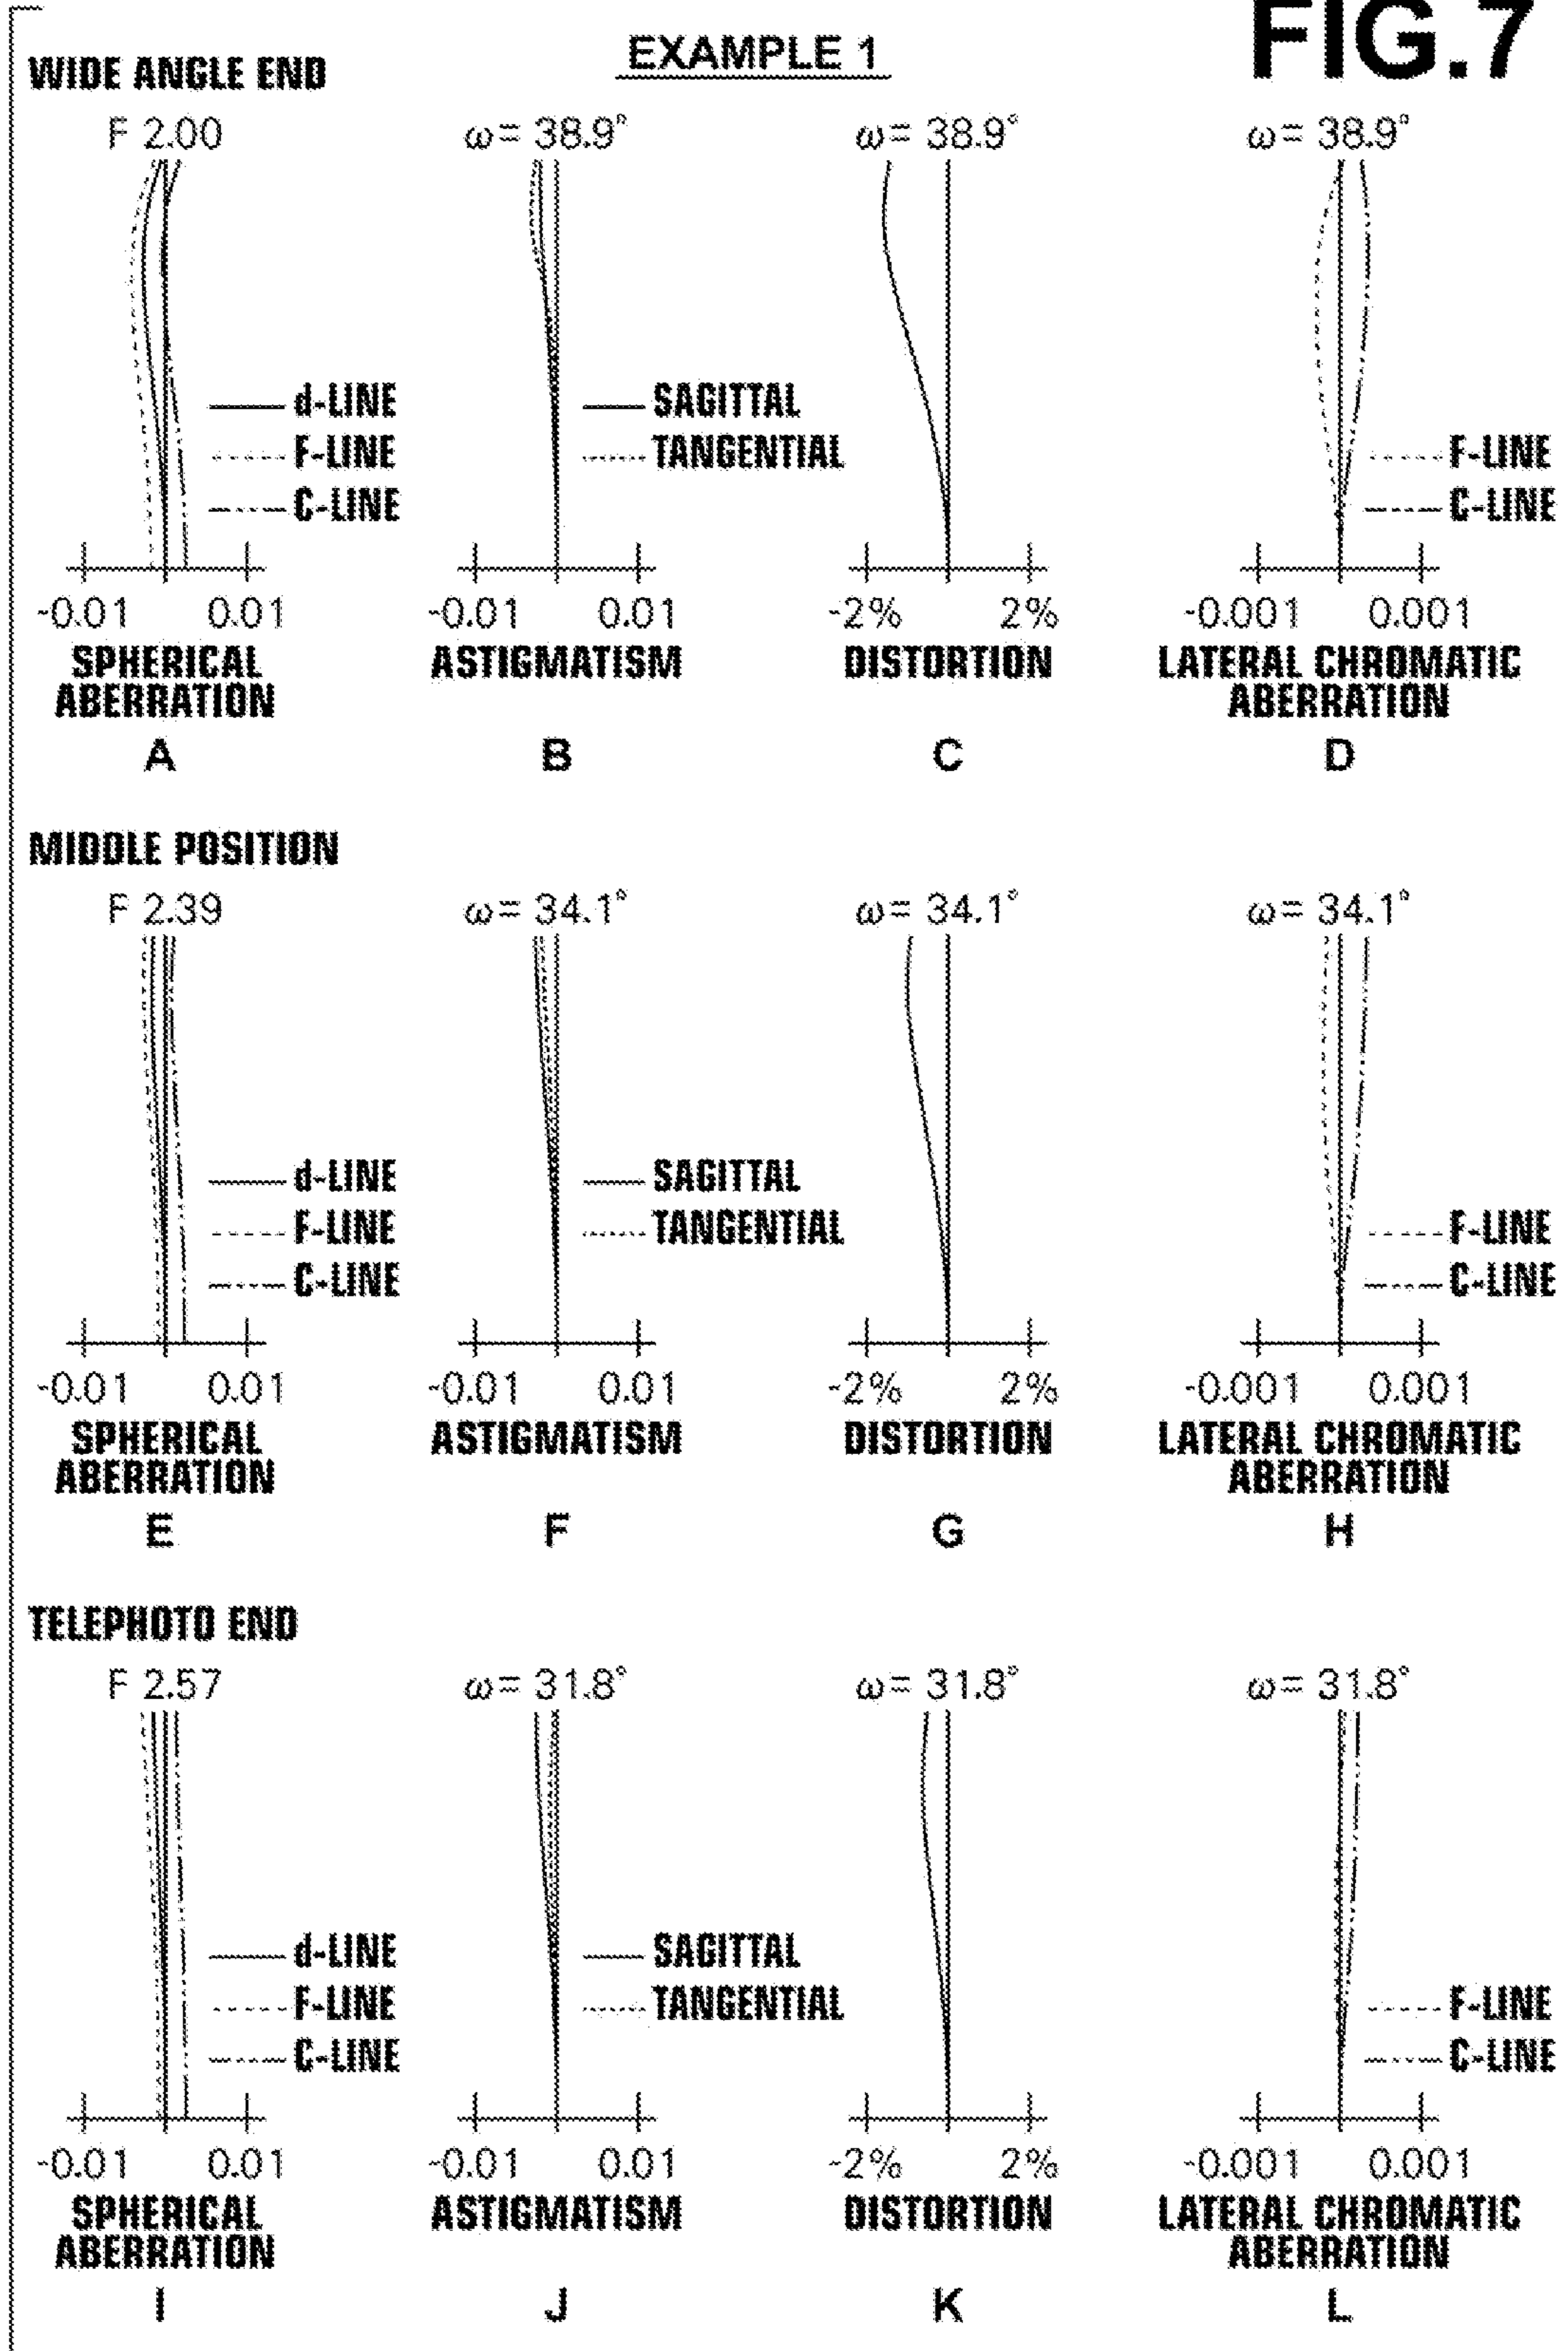 FIG.7
EXAMPLE 1
WIDE ANGLE END
F 2.00
ω= 38.9°
ω= 38.9°
ω= 38.9°
d-LINE
F-LINE
C-LINE
SAGITTAL
TANGENTIAL
F-LINE
C-LINE
-0.01 0.01
-0.01 0.01
-2% 2%
-0.001 0.001
SPHERICAL
ABERRATION
ASTIGMATISM
DISTORTION
LATERAL CHROMATIC
ABERRATION
A
B
C
D
MIDDLE POSITION
F 2.39
ω= 34.1°
ω= 34.1°
ω= 34.1°
d-LINE
F-LINE
C-LINE
SAGITTAL
TANGENTIAL
F-LINE
C-LINE
-0.01 0.01
-0.01 0.01
-2% 2%
-0.001 0.001
SPHERICAL
ABERRATION
ASTIGMATISM
DISTORTION
LATERAL CHROMATIC
ABERRATION
E
F
G
H
TELEPHOTO END
F 2.57
ω= 31.8°
ω= 31.8°
ω= 31.8°
d-LINE
F-LINE
C-LINE
SAGITTAL
TANGENTIAL
F-LINE
C-LINE
-0.01 0.01
-0.01 0.01
-2% 2%
-0.001 0.001
SPHERICAL
ABERRATION
ASTIGMATISM
DISTORTION
LATERAL CHROMATIC
ABERRATION
I
J
K
L